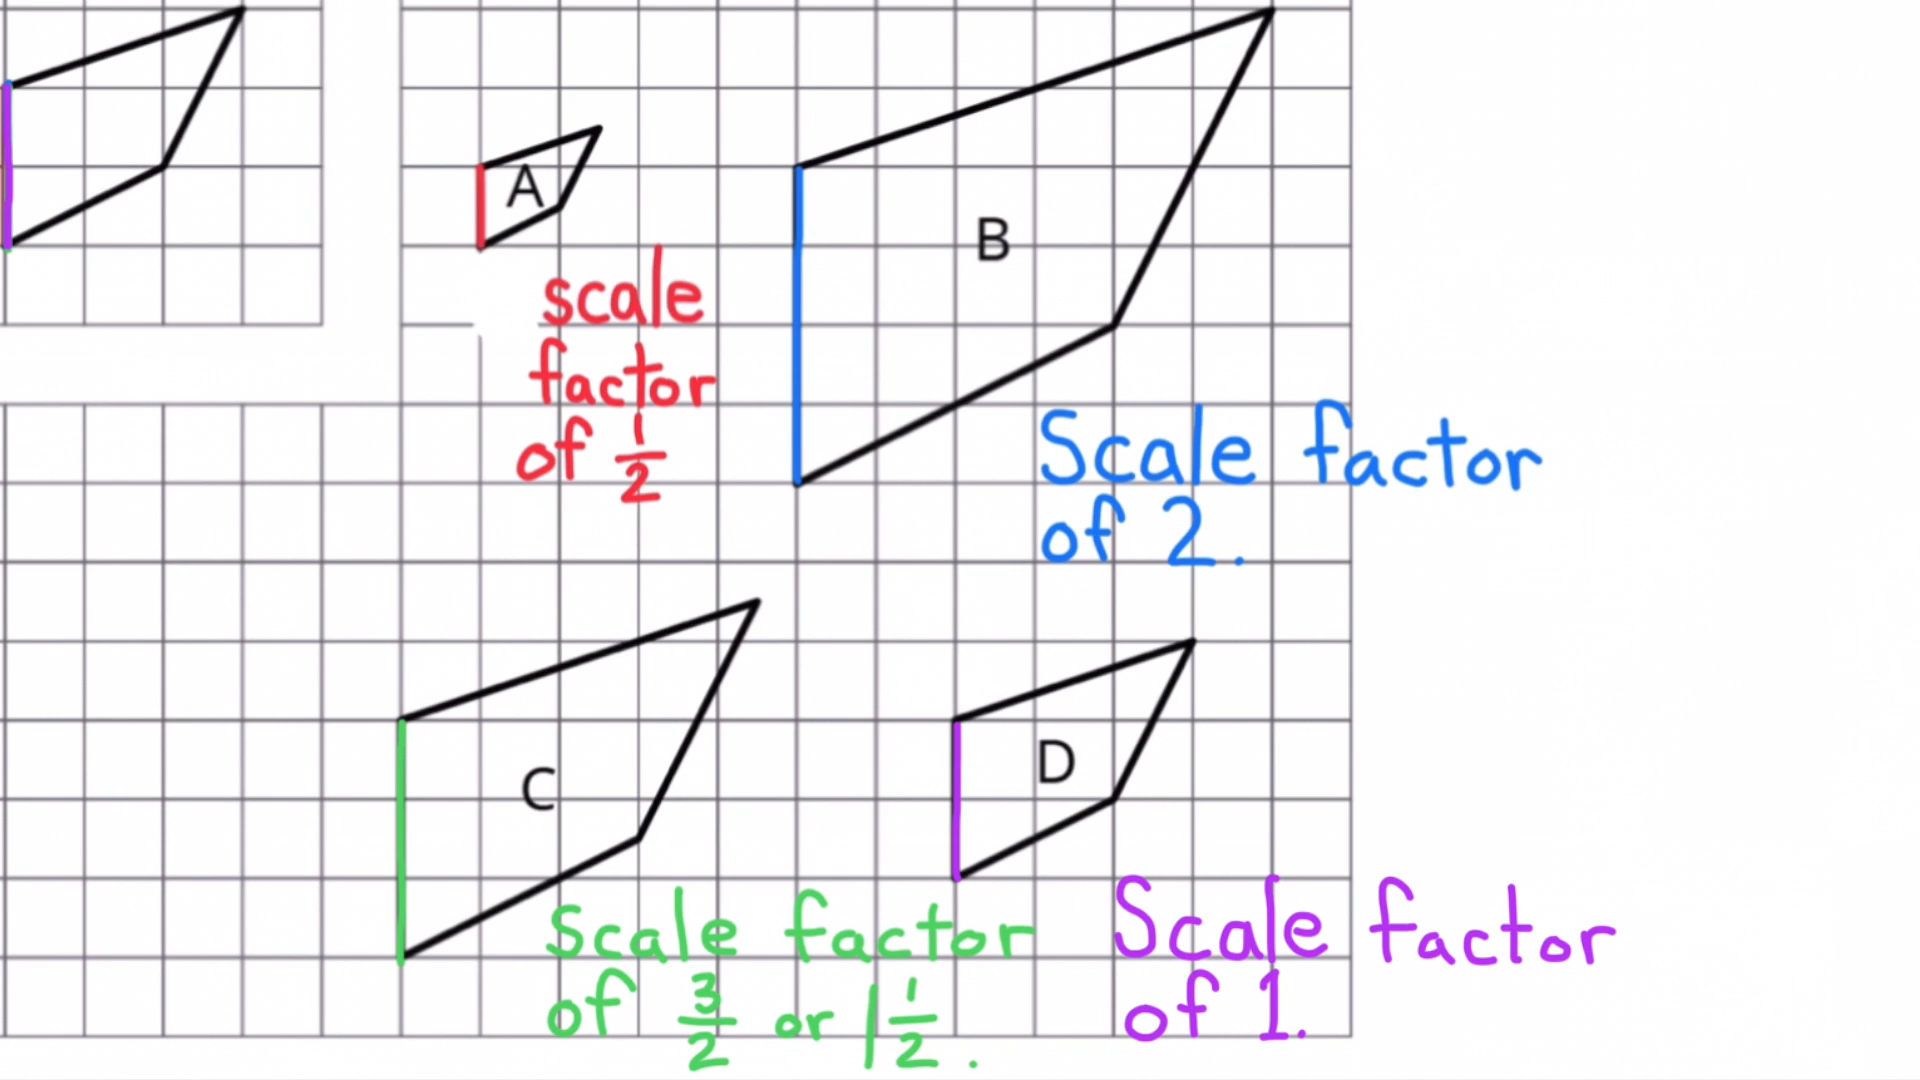 A
B
scale
factor
of 1/2
Scale factor
of 2.
C
D
Scale factor
of 3/2 or 1 1/2.
Scale factor
of 1.